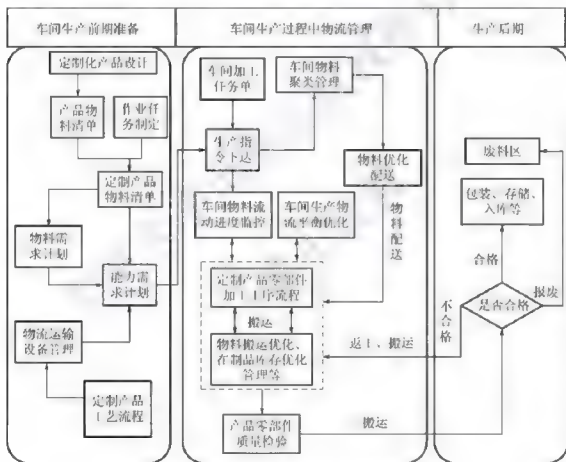 车间生产前期准备
车间生产过程中物流管理
生产后期
定制化产品设计
产品物
料清单
作业任
务制定
定制产品
物料清单
物料需
求计划
能力需
求计划
物流运输
设备管理
定制产品
工艺流程
车间加工
任务单
车间物料
聚类管理
生产指
令下达
物料优化
配送
车间物料流
动进度监控
车间生产物
流平衡优化
物料配送
定制产品零部件
加工工序流程
搬运
物料搬运优化、
在制品库存优化
管理等
产品零部件
质量检验
搬运
返工、搬运
不合格
废料区
包装、存储、
入库等
合格
报废
是否合格